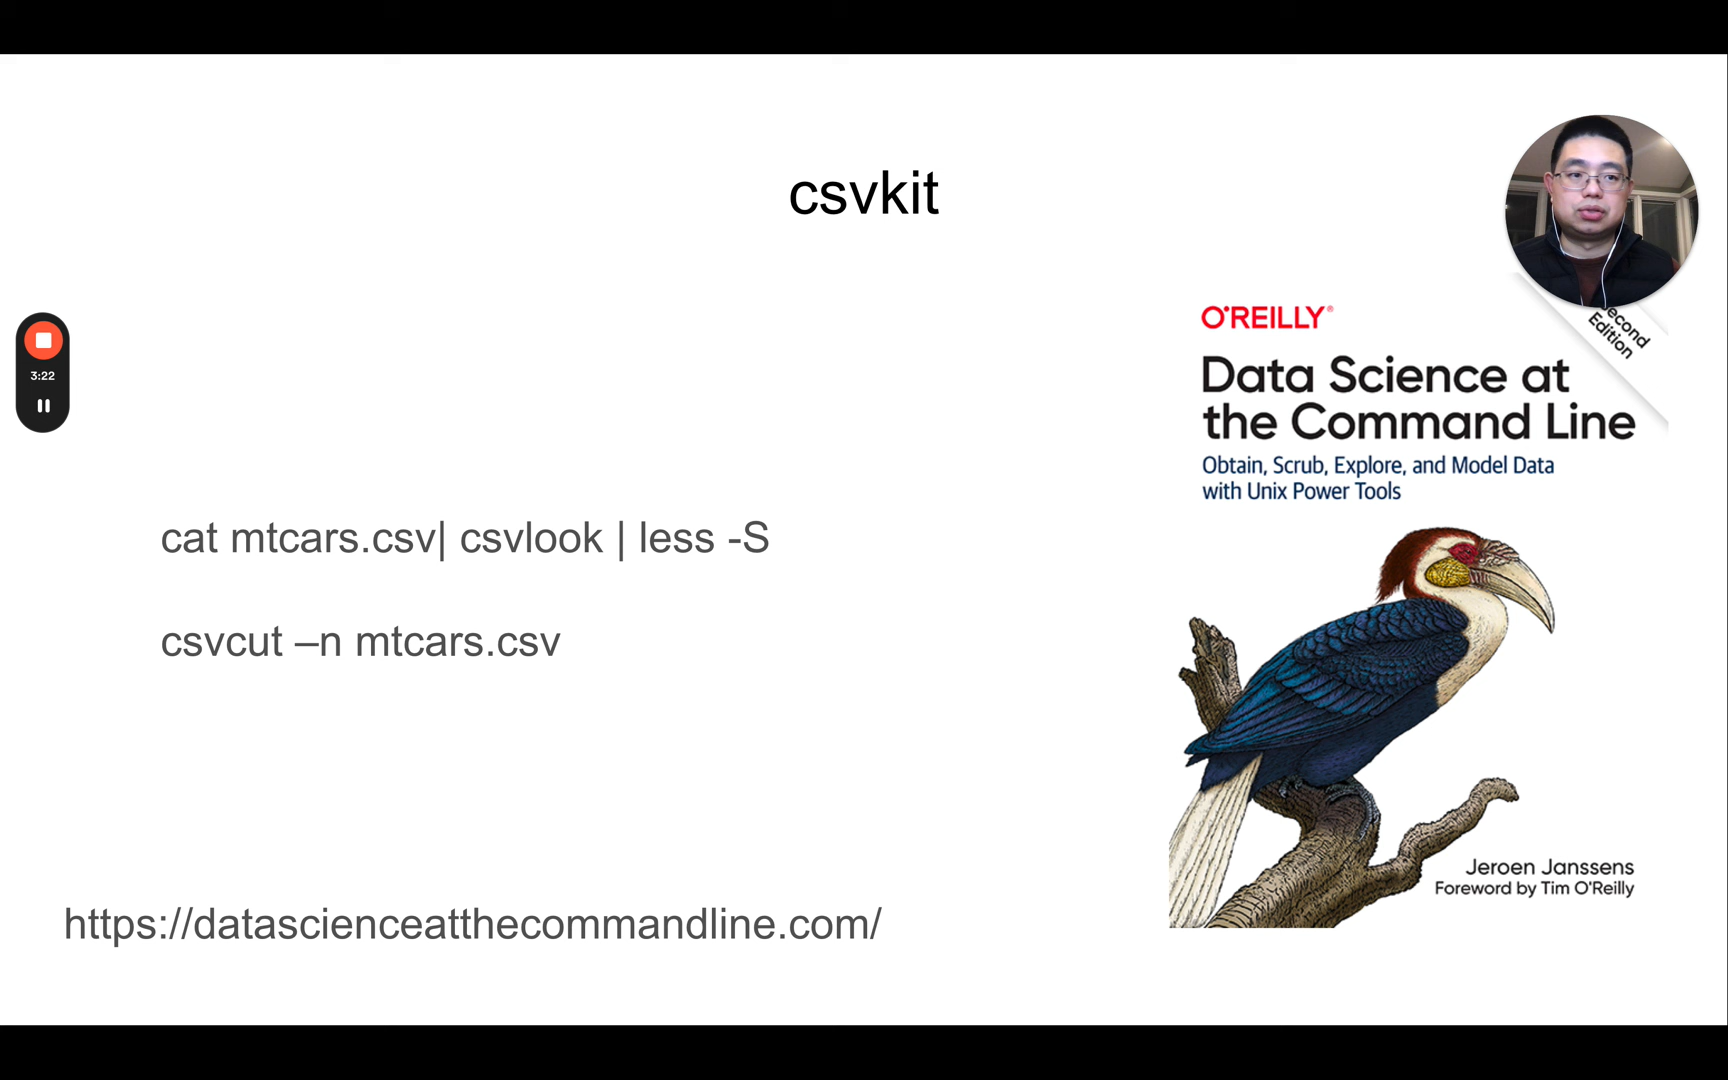 csvkit
3:22
cat mtcars.csv| csvlook | less -S
csvcut –n mtcars.csv
https://datascienceatthecommandline.com/
O'REILLY®
Edition
Data Science at
the Command Line
Obtain, Scrub, Explore, and Model Data
with Unix Power Tools
Jeroen Janssens
Foreword by Tim O'Reilly